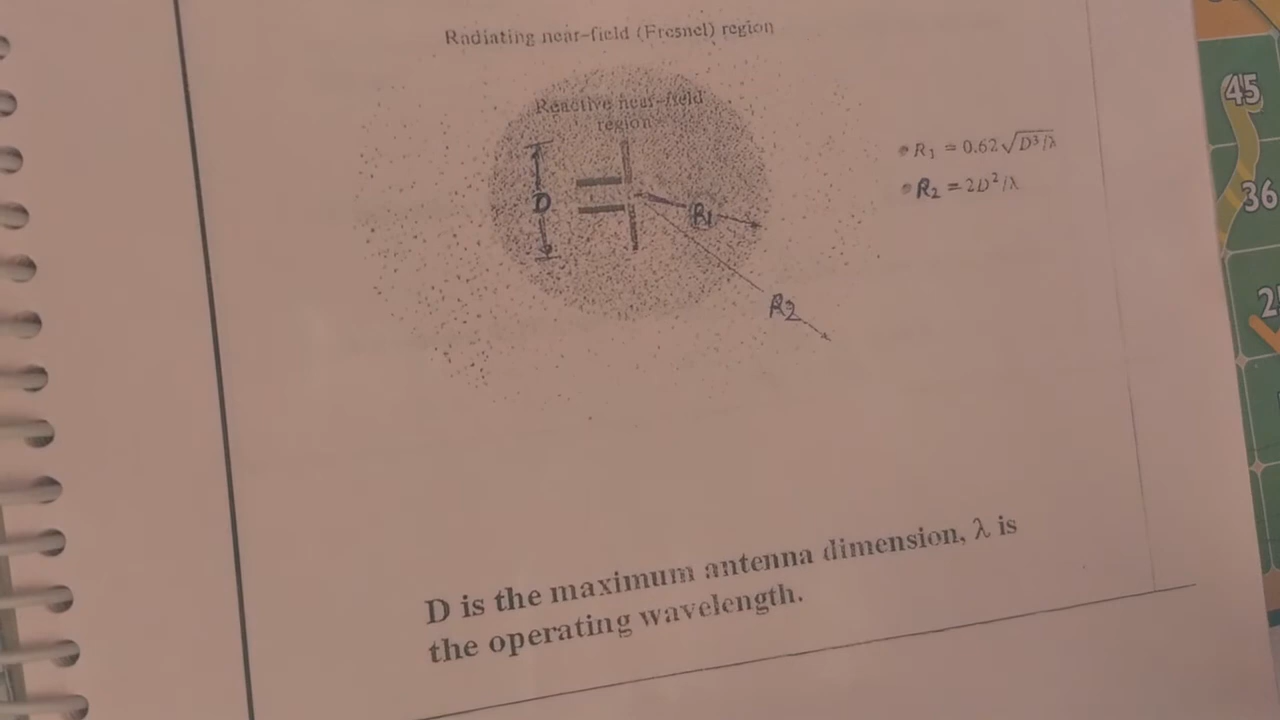 Radiating near-field (Fresnel) region
Reactive near-field
region
D
R1
R2
• R₁ = 0.62√D³/λ
• R₂ = 2D²/λ
D is the maximum antenna dimension, λ is
the operating wavelength.
45
36